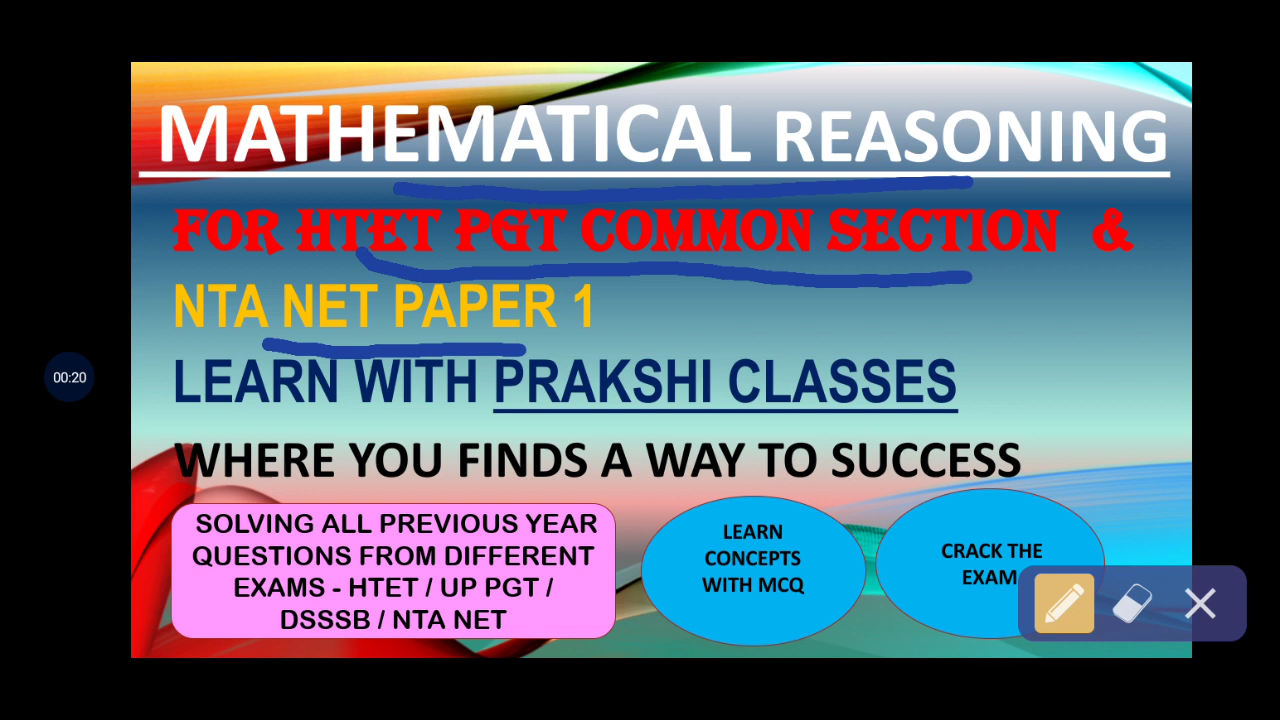 MATHEMATICAL REASONING
FOR HTET PGT COMMON SECTION &
NTA NET PAPER 1
LEARN WITH PRAKSHI CLASSES
WHERE YOU FINDS A WAY TO SUCCESS
SOLVING ALL PREVIOUS YEAR
QUESTIONS FROM DIFFERENT
EXAMS - HTET / UP PGT /
DSSSB / NTA NET
LEARN
CONCEPTS
WITH MCQ
CRACK THE
EXAM
00:20